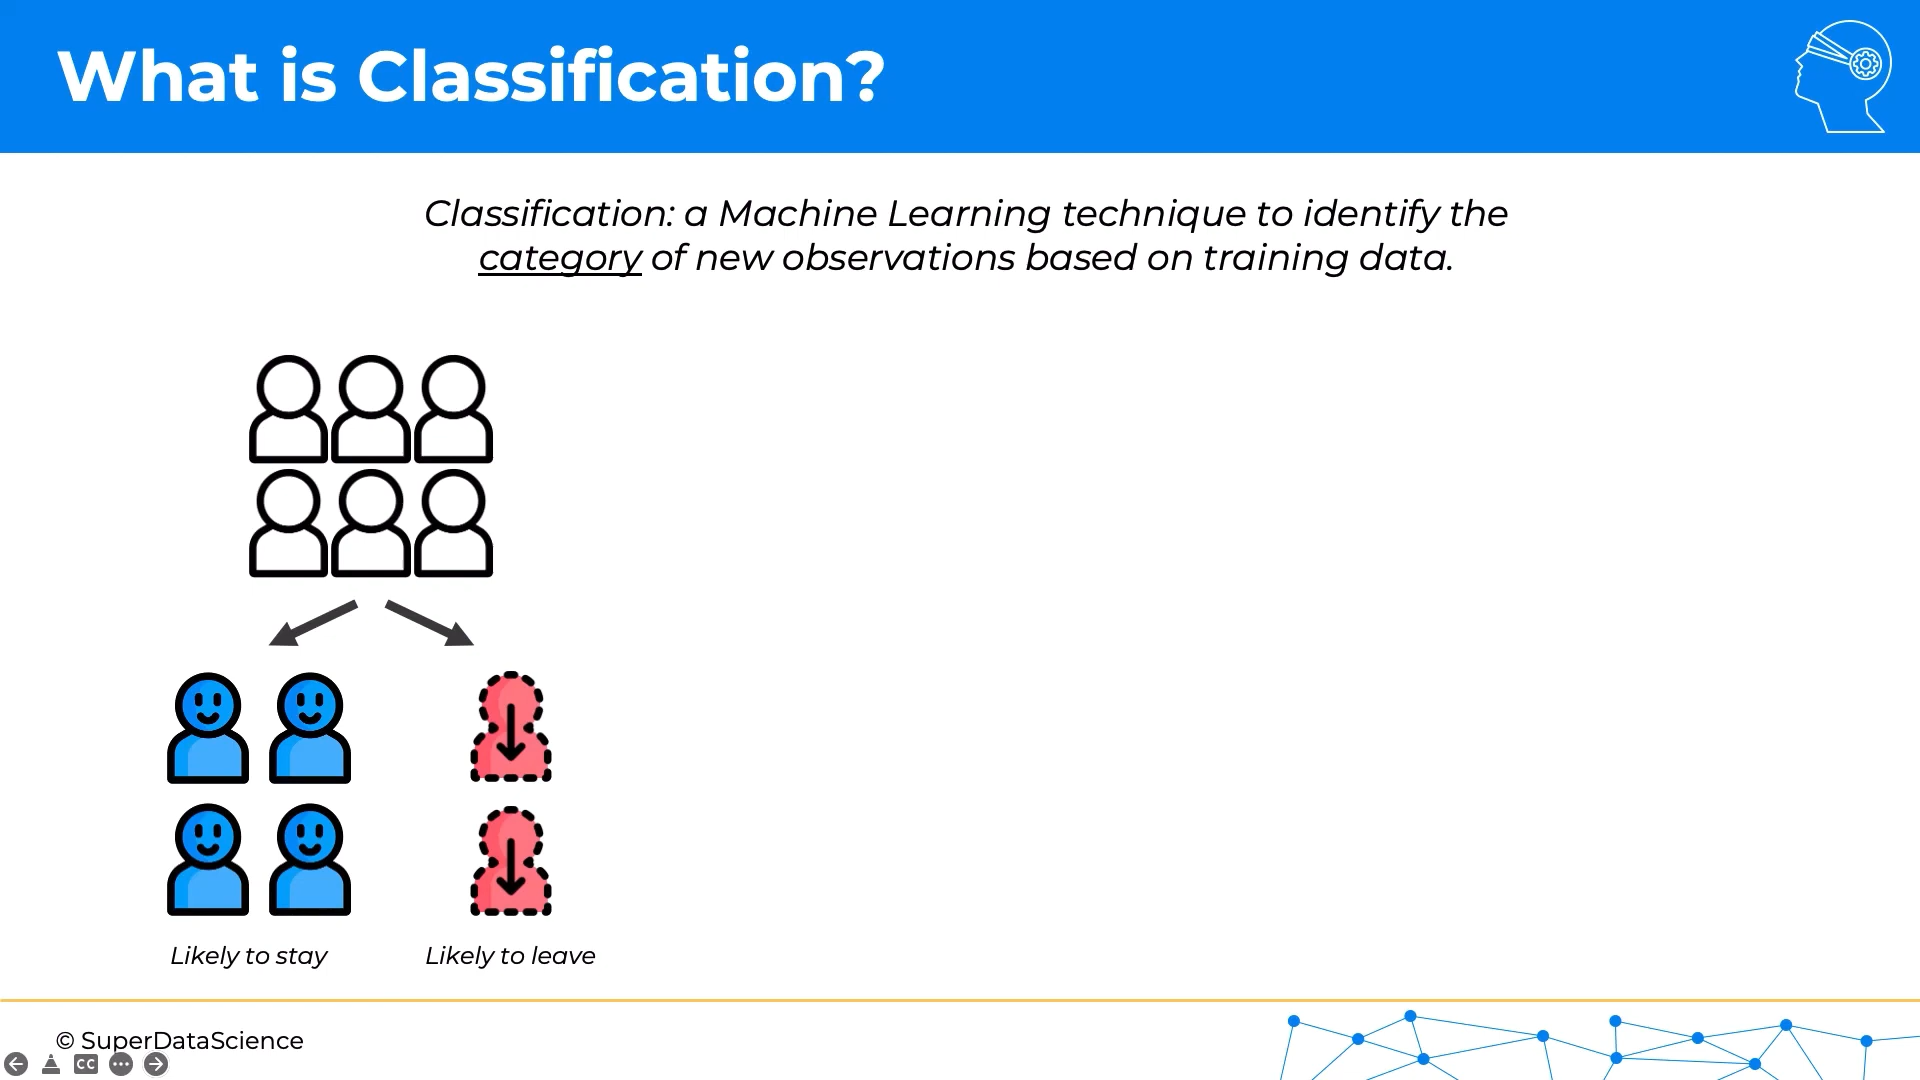 What is Classification?
Classification: a Machine Learning technique to identify the
category of new observations based on training data.
Likely to stay
Likely to leave
© SuperDataScience
CC